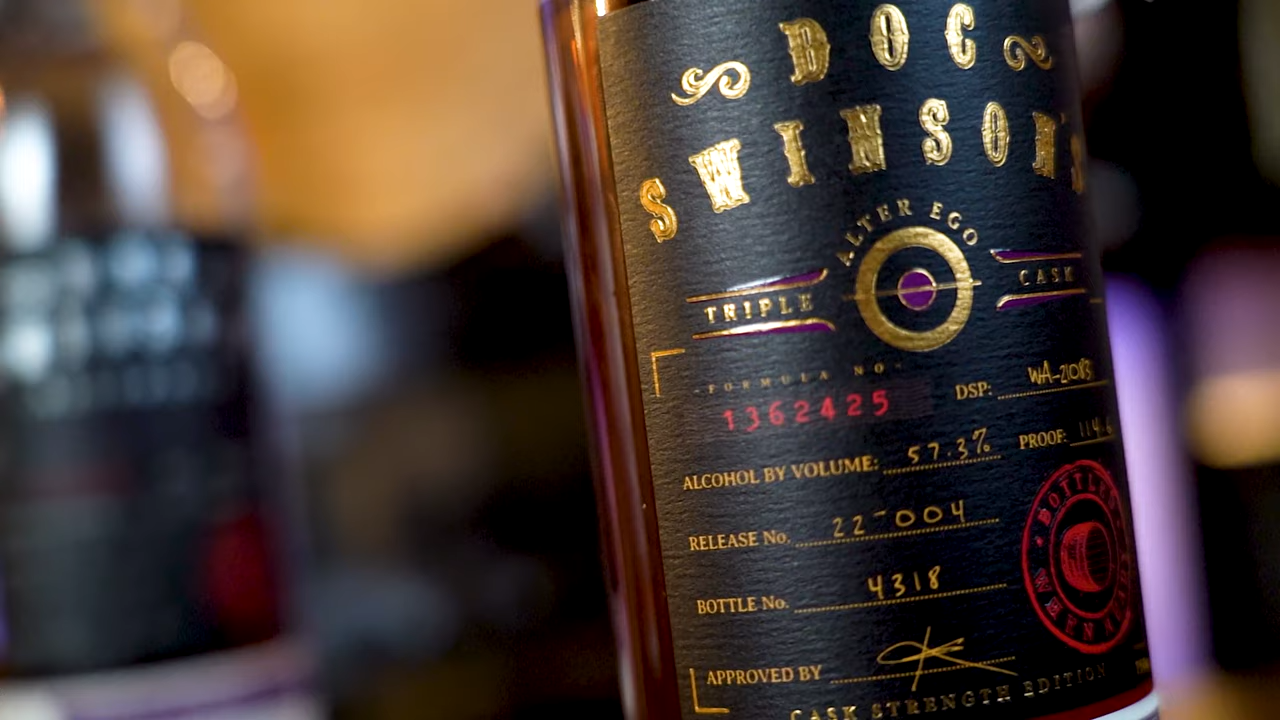 DOC
SWINSON'S
ALTER EGO
TRIPLE CASK
-FORMULA NO-
1362425
DSP: WA-21083
ALCOHOL BY VOLUME: 57.3% PROOF: 114.6
RELEASE No. 22-004
BOTTLE No. 4318
BOTTLES
APPROVED BY
CASK STRENGTH EDITION